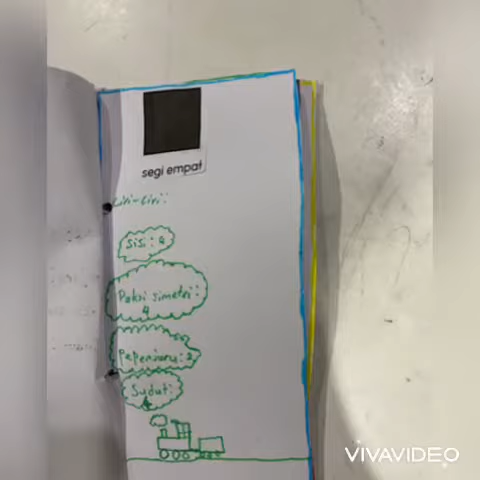 segi empat
Ciri-Ciri:
sisi: 4
Paksi simetri:
4
Pepenjuru: 2
Sudut:
4
VIVAVIDEO